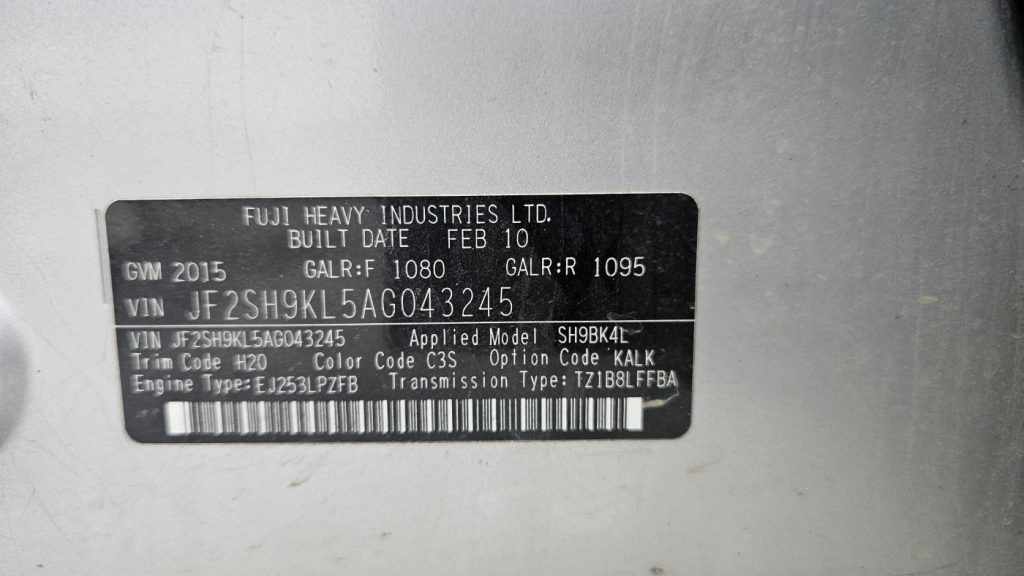 FUJI HEAVY INDUSTRIES LTD.
BUILT DATE FEB 10
GVM 2015 GALR:F 1080 GALR:R 1095
VIN JF2SH9KL5AG043245
VIN JF2SH9KL5AG043245 Applied Model SH9BK4L
Trim Code H20 Color Code C3S Option Code KALK
Engine Type:EJ253LPZFB Transmission Type:TZ1B8LFFBA